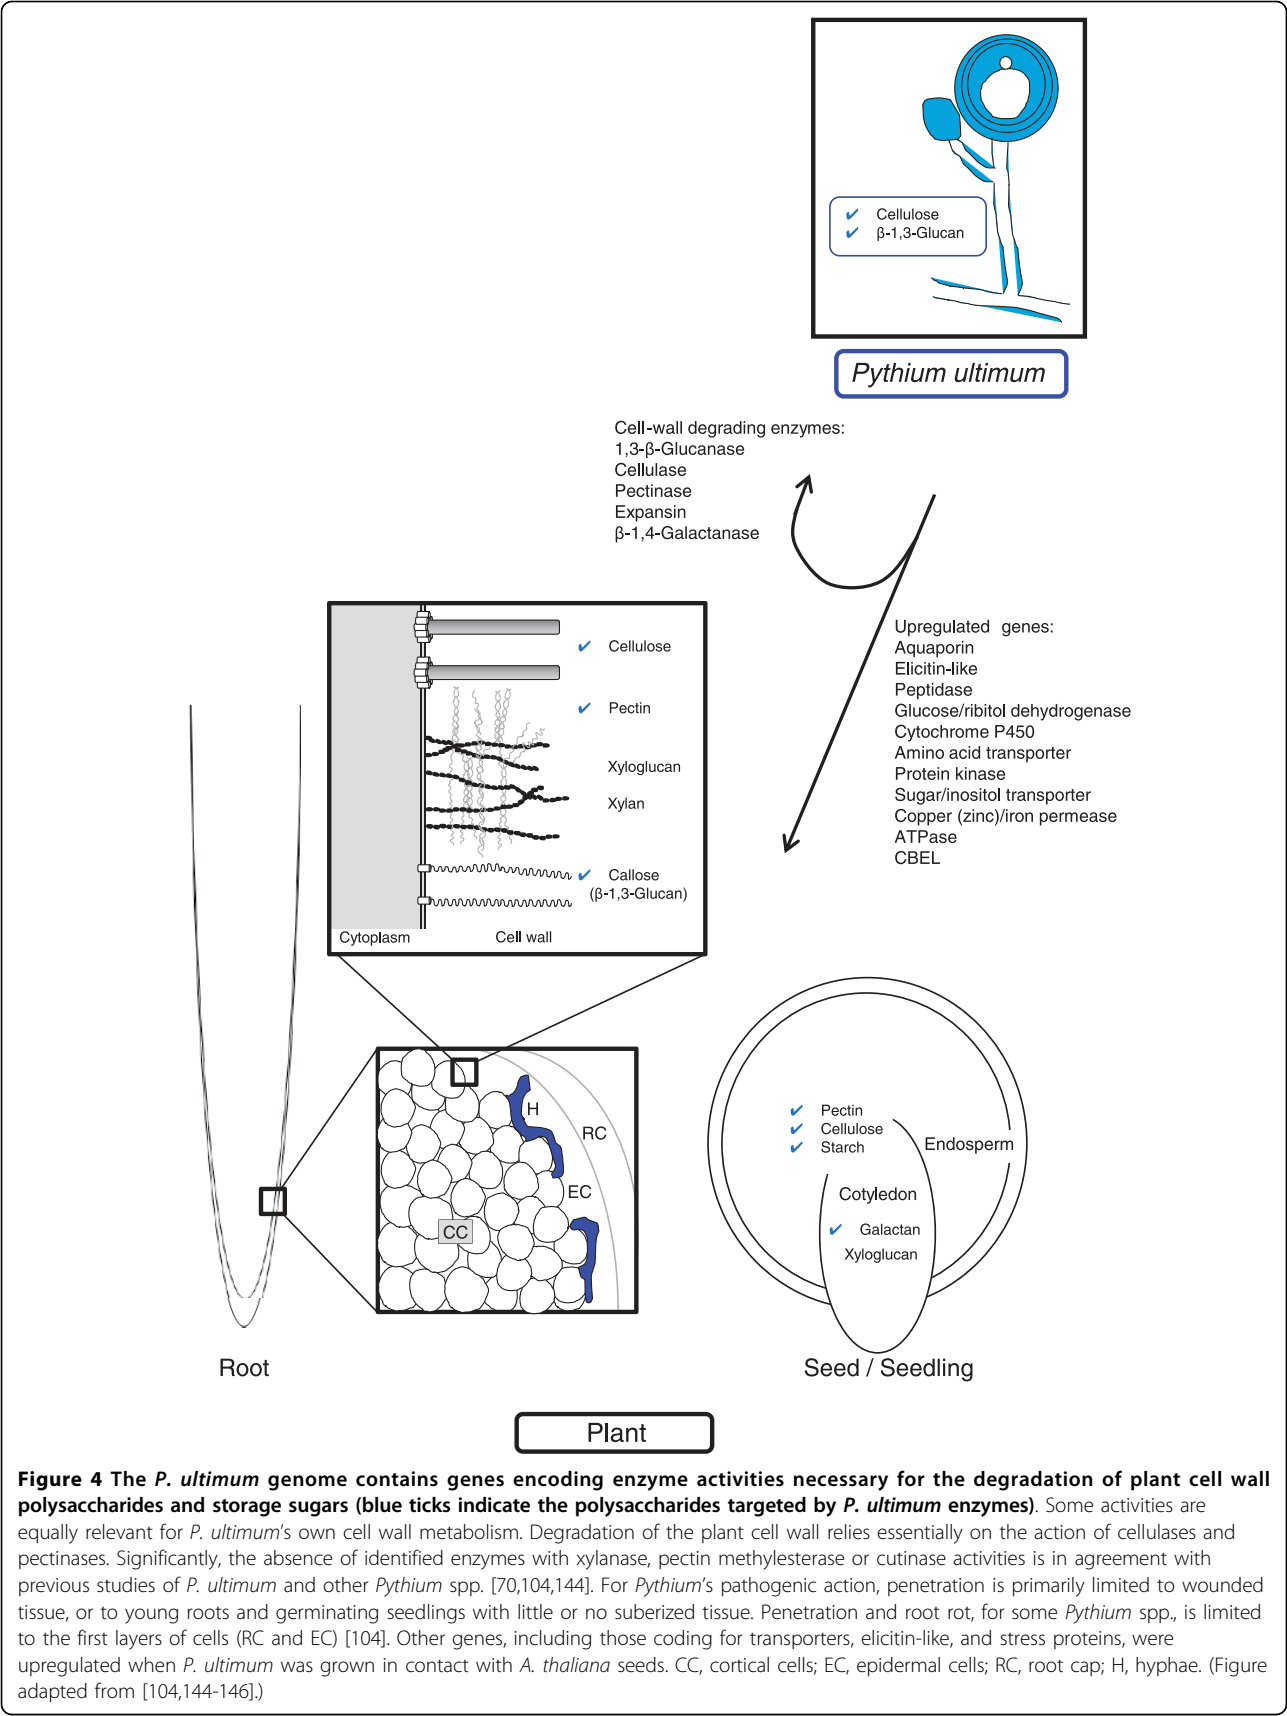 ✔ Cellulose
✔ β-1,3-Glucan
Pythium ultimum
Cell-wall degrading enzymes:
1,3-β-Glucanase
Cellulase
Pectinase
Expansin
β-1,4-Galactanase
Upregulated genes:
Aquaporin
Elicitin-like
Peptidase
Glucose/ribitol dehydrogenase
Cytochrome P450
Amino acid transporter
Protein kinase
Sugar/inositol transporter
Copper (zinc)/iron permease
ATPase
CBEL
✔ Cellulose
✔ Pectin
Xyloglucan
Xylan
✔ Callose
(β-1,3-Glucan)
Cytoplasm
Cell wall
H
RC
EC
CC
Root
✔ Pectin
✔ Cellulose
✔ Starch
Endosperm
Cotyledon
✔ Galactan
Xyloglucan
Seed / Seedling
Plant
Figure 4 The P. ultimum genome contains genes encoding enzyme activities necessary for the degradation of plant cell wall
polysaccharides and storage sugars (blue ticks indicate the polysaccharides targeted by P. ultimum enzymes). Some activities are
equally relevant for P. ultimum's own cell wall metabolism. Degradation of the plant cell wall relies essentially on the action of cellulases and
pectinases. Significantly, the absence of identified enzymes with xylanase, pectin methylesterase or cutinase activities is in agreement with
previous studies of P. ultimum and other Pythium spp. [70,104,144]. For Pythium's pathogenic action, penetration is primarily limited to wounded
tissue, or to young roots and germinating seedlings with little or no suberized tissue. Penetration and root rot, for some Pythium spp., is limited
to the first layers of cells (RC and EC) [104]. Other genes, including those coding for transporters, elicitin-like, and stress proteins, were
upregulated when P. ultimum was grown in contact with A. thaliana seeds. CC, cortical cells; EC, epidermal cells; RC, root cap; H, hyphae. (Figure
adapted from [104,144-146].)